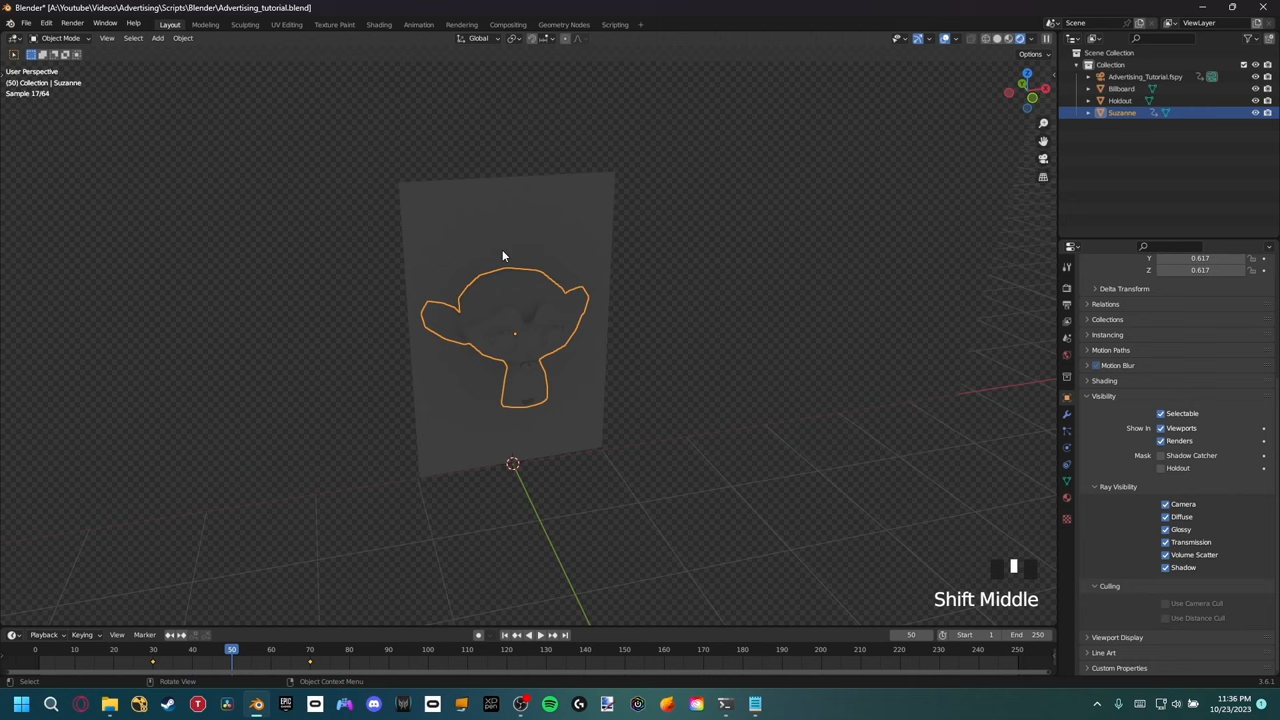 Blender* [A:\Youtube\Videos\Advertising\Scripts\Blender\Advertising_tutorial.blend]
File Edit Render Window Help Layout Modeling Sculpting UV Editing Texture Paint Shading Animation Rendering Compositing Geometry Nodes Scripting + Scene ViewLayer
Object Mode View Select Add Object Global
Options
User Perspective
(50) Collection | Suzanne
Sample 17/64
Scene Collection
Collection
Advertising_Tutorial.fspy
Billboard
Holdout
Suzanne
Y 0.617
Z 0.617
Delta Transform
Relations
Collections
Instancing
Motion Paths
Motion Blur
Shading
Visibility
Selectable
Show In Viewports
Renders
Mask Shadow Catcher
Holdout
Ray Visibility
Camera
Diffuse
Glossy
Transmission
Volume Scatter
Shadow
Culling
Use Camera Cull
Use Distance Cull
Viewport Display
Line Art
Custom Properties
Shift Middle
Playback Keying View Marker 50 Start 1 End 250
0 10 20 30 40 50 60 70 80 90 100 110 120 130 140 150 160 170 180 190 200 210 220 230 240 250
Select Rotate View Object Context Menu 3.6.1
11:36 PM
10/23/2023